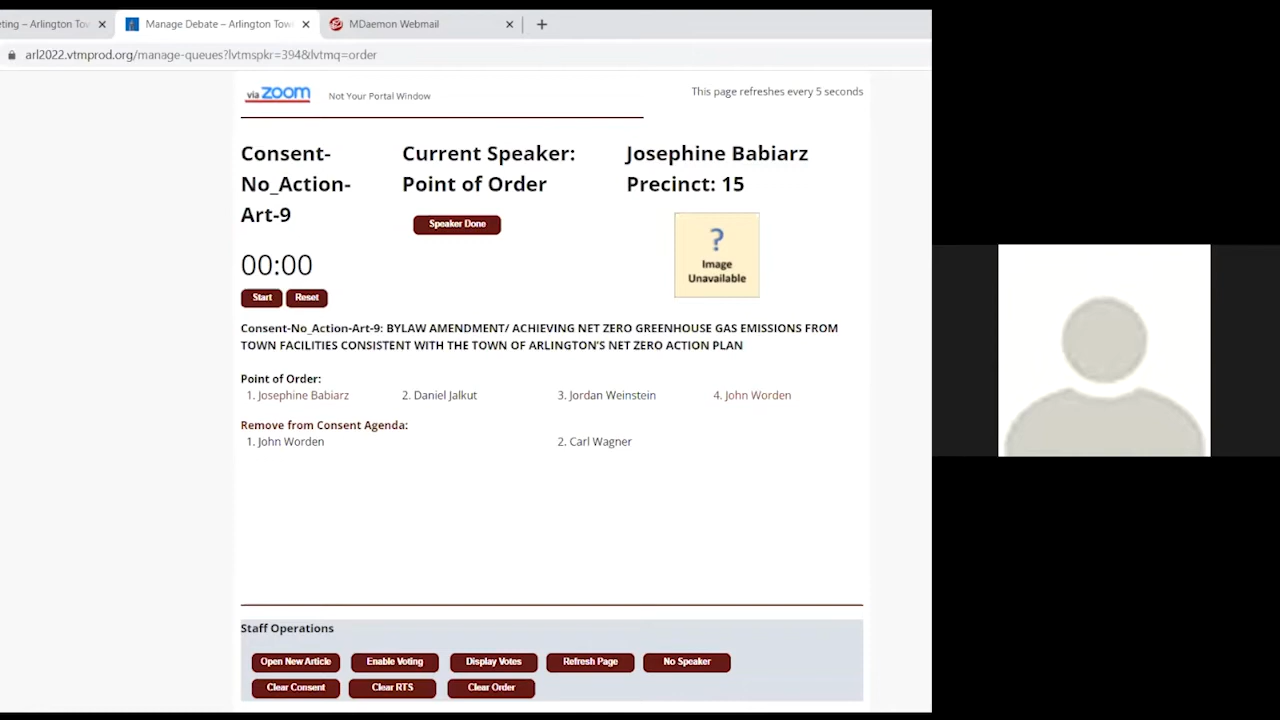 eting – Arlington Tow
Manage Debate – Arlington Town
MDaemon Webmail
arl2022.vtmprod.org/manage-queues?lvtmspkr=394&lvtmq=order
via zoom
Not Your Portal Window
This page refreshes every 5 seconds
Consent-
No_Action-
Art-9
Current Speaker:
Point of Order
Josephine Babiarz
Precinct: 15
Speaker Done
?
Image
Unavailable
00:00
Start
Reset
Consent-No_Action-Art-9: BYLAW AMENDMENT/ ACHIEVING NET ZERO GREENHOUSE GAS EMISSIONS FROM
TOWN FACILITIES CONSISTENT WITH THE TOWN OF ARLINGTON'S NET ZERO ACTION PLAN
Point of Order:
1. Josephine Babiarz 2. Daniel Jalkut 3. Jordan Weinstein 4. John Worden
Remove from Consent Agenda:
1. John Worden 2. Carl Wagner
Staff Operations
Open New Article Enable Voting Display Votes Refresh Page No Speaker
Clear Consent Clear RTS Clear Order